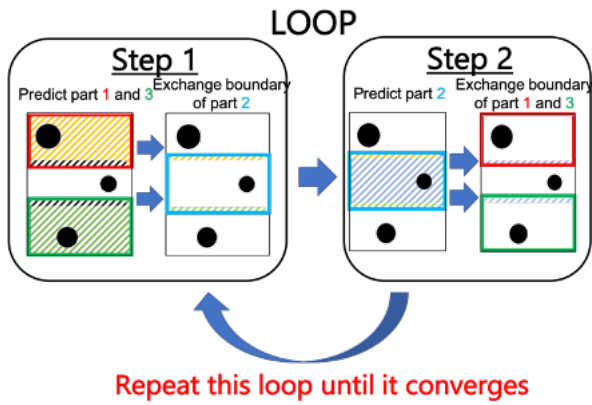 LOOP
Step 1
Predict part 1 and 3
Exchange boundary
of part 2
Step 2
Predict part 2
Exchange boundary
of part 1 and 3
Repeat this loop until it converges